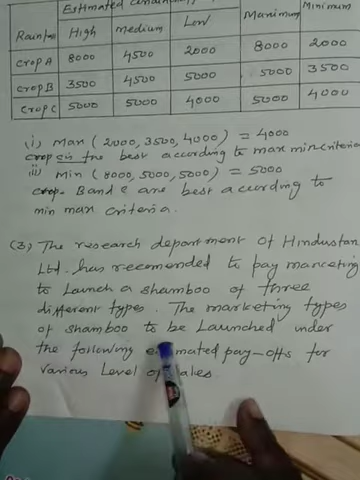 Estimated
Rainfall High medium Low Maximum Minimum
crop A 8000 4500 2000 8000 2000
crop B 3500 4500 5000 5000 3500
crop C 5000 5000 4000 5000 4000
(i) max (2000, 3500, 4000) = 4000
crop c is the best according to max min criteria
ii) min (8000, 5000, 5000) = 5000
crop. B and c are best according to
min max criteria.
(3) The research department of Hindustan
Ltd. has recomended to pay marceting
to Launch a shamboo of three
different types. The marketing types
of shamboo to be Launched under
the following estimated pay-offs for
various Level of sales